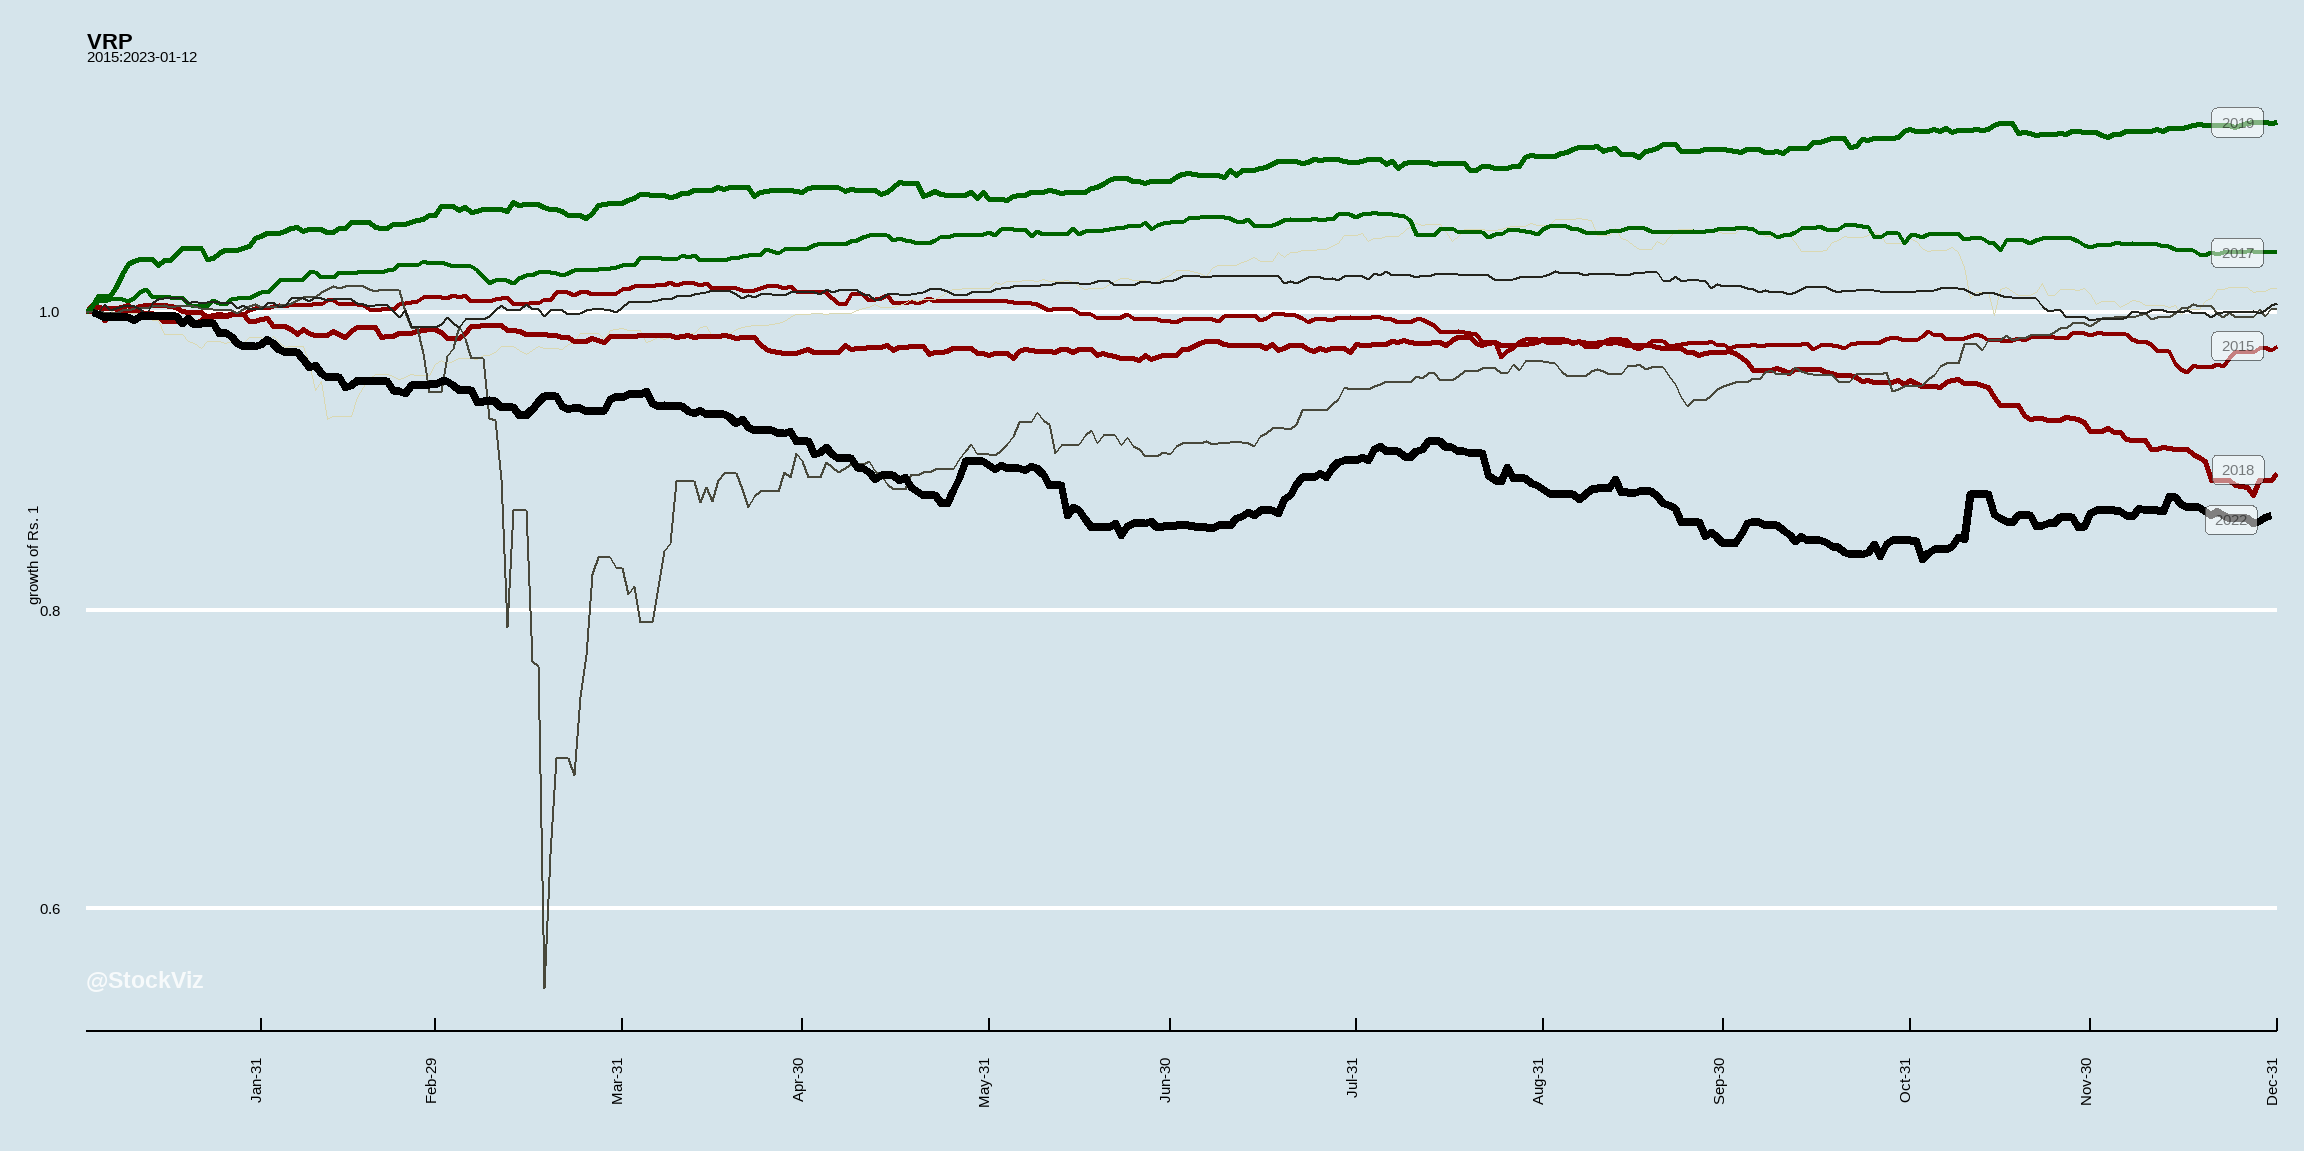 VRP
2015:2023-01-12
2019
2017
1.0
2015
2018
growth of Rs. 1
2022
0.8
0.6
@StockViz
Jan-31
Feb-29
Mar-31
Apr-30
May-31
Jun-30
Jul-31
Aug-31
Sep-30
Oct-31
Nov-30
Dec-31